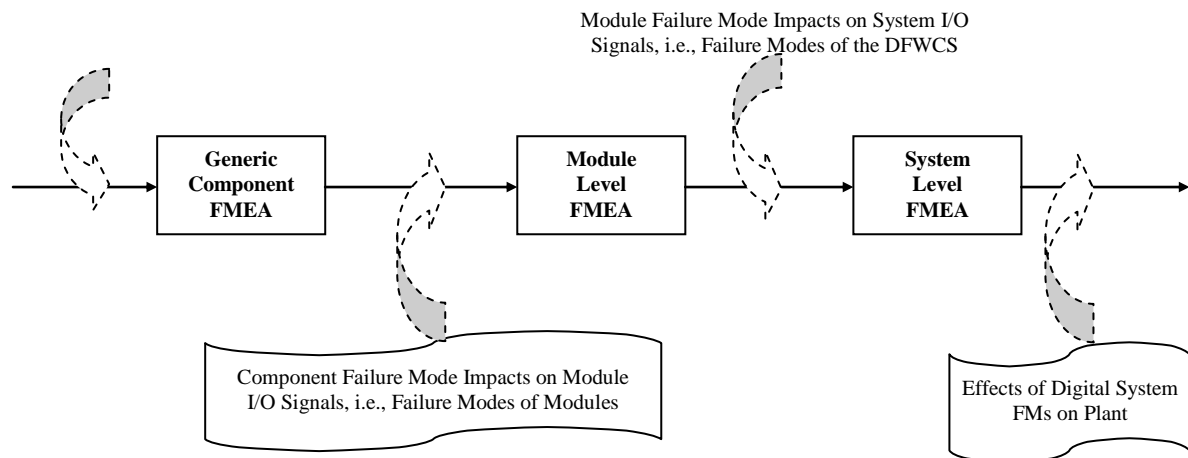 Module Failure Mode Impacts on System I/O
Signals, i.e., Failure Modes of the DFWCS
Generic
Component
FMEA
Module
Level
FMEA
System
Level
FMEA
Component Failure Mode Impacts on Module
I/O Signals, i.e., Failure Modes of Modules
Effects of Digital System
FMs on Plant